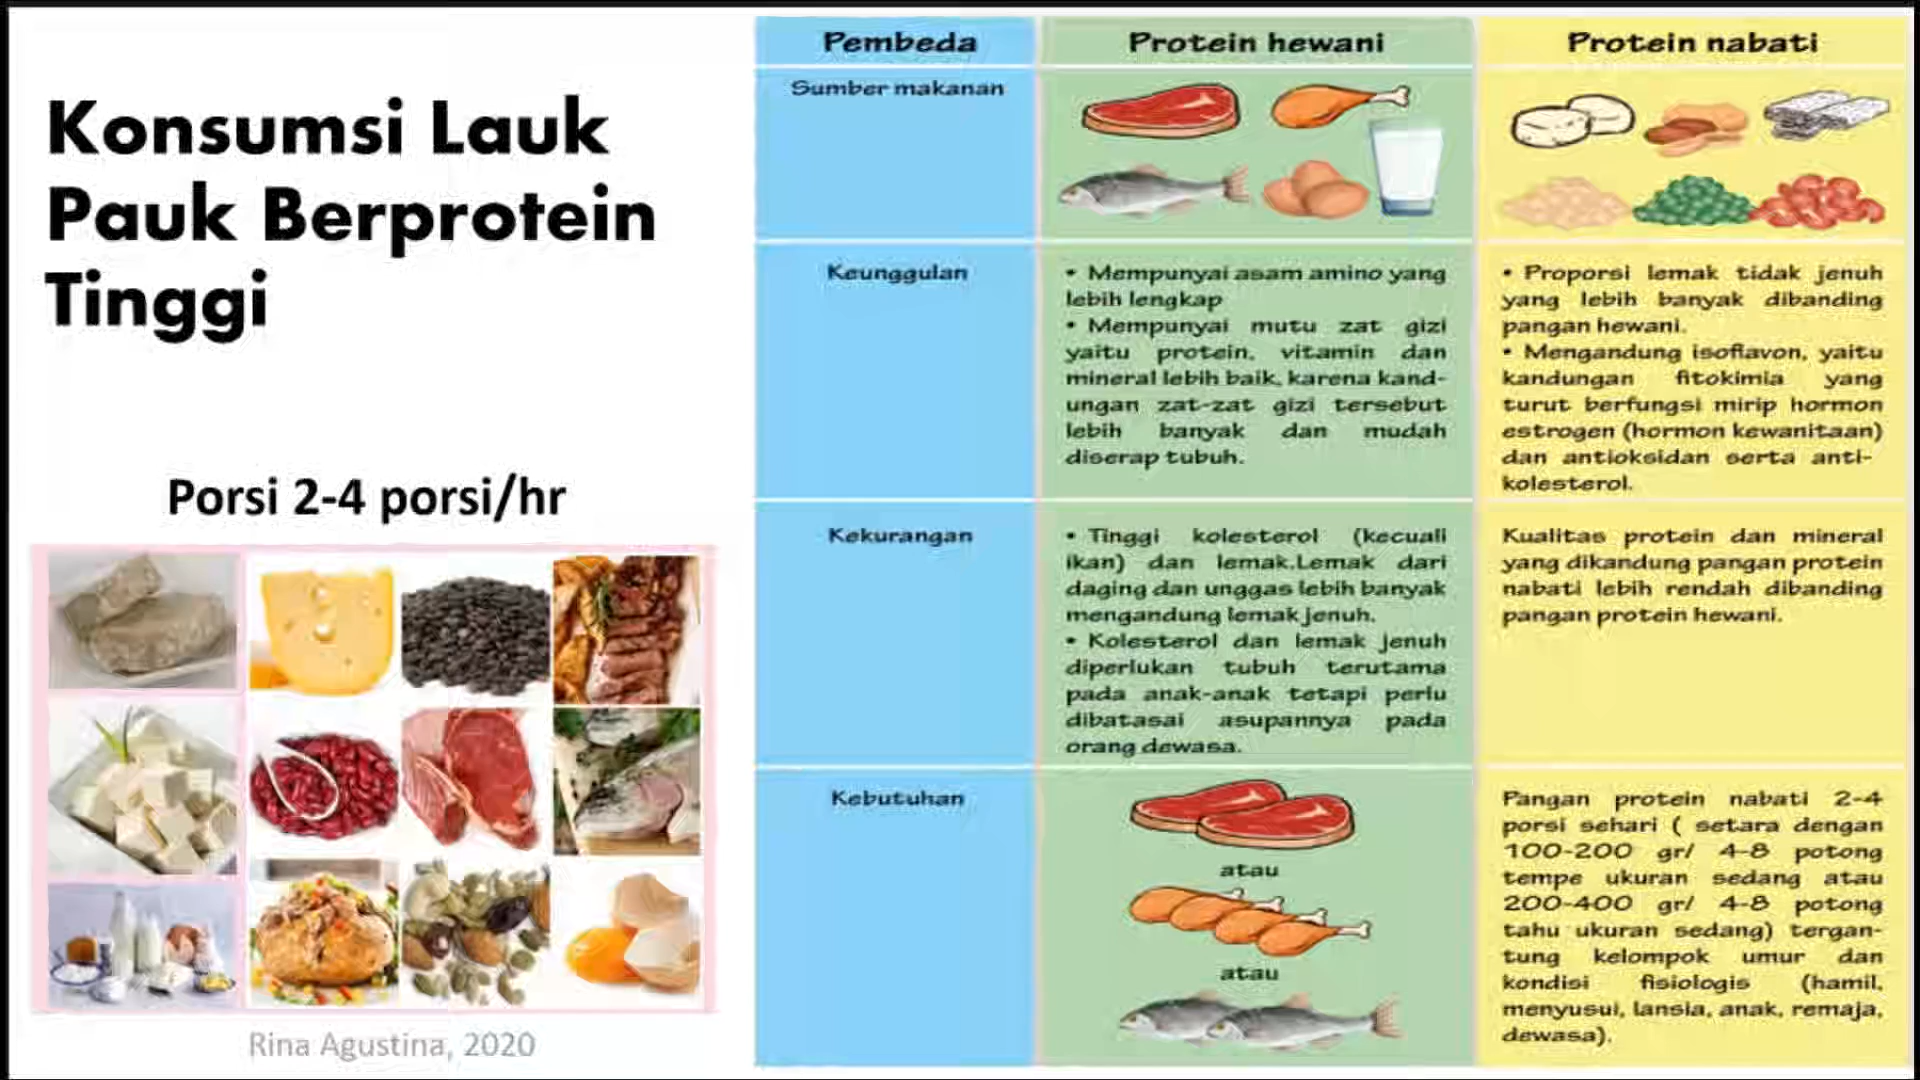 Konsumsi Lauk
Pauk Berprotein
Tinggi
Porsi 2-4 porsi/hr
Rina Agustina, 2020
Pembeda
Protein hewani
Protein nabati
Sumber makanan
Keunggulan
• Mempunyai asam amino yang
lebih lengkap
• Mempunyai mutu zat gizi
yaitu protein, vitamin dan
mineral lebih baik, karena kand-
ungan zat-zat gizi tersebut
lebih banyak dan mudah
diserap tubuh.
• Proporsi lemak tidak jenuh
yang lebih banyak dibanding
pangan hewani.
• Mengandung isoflavon, yaitu
kandungan fitokimia yang
turut berfungsi mirip hormon
estrogen (hormon kewanitaan)
dan antioksidan serta anti-
kolesterol.
Kekurangan
• Tinggi kolesterol (kecuali
ikan) dan lemak.Lemak dari
daging dan unggas lebih banyak
mengandung lemak jenuh.
• Kolesterol dan lemak jenuh
diperlukan tubuh terutama
pada anak-anak tetapi perlu
dibatasai asupannya pada
orang dewasa.
Kualitas protein dan mineral
yang dikandung pangan protein
nabati lebih rendah dibanding
pangan protein hewani.
Kebutuhan
atau
atau
Pangan protein nabati 2-4
porsi sehari ( setara dengan
100-200 gr/ 4-8 potong
tempe ukuran sedang atau
200-400 gr/ 4-8 potong
tahu ukuran sedang) tergan-
tung kelompok umur dan
kondisi fisiologis (hamil,
menyusui, lansia, anak, remaja,
dewasa).